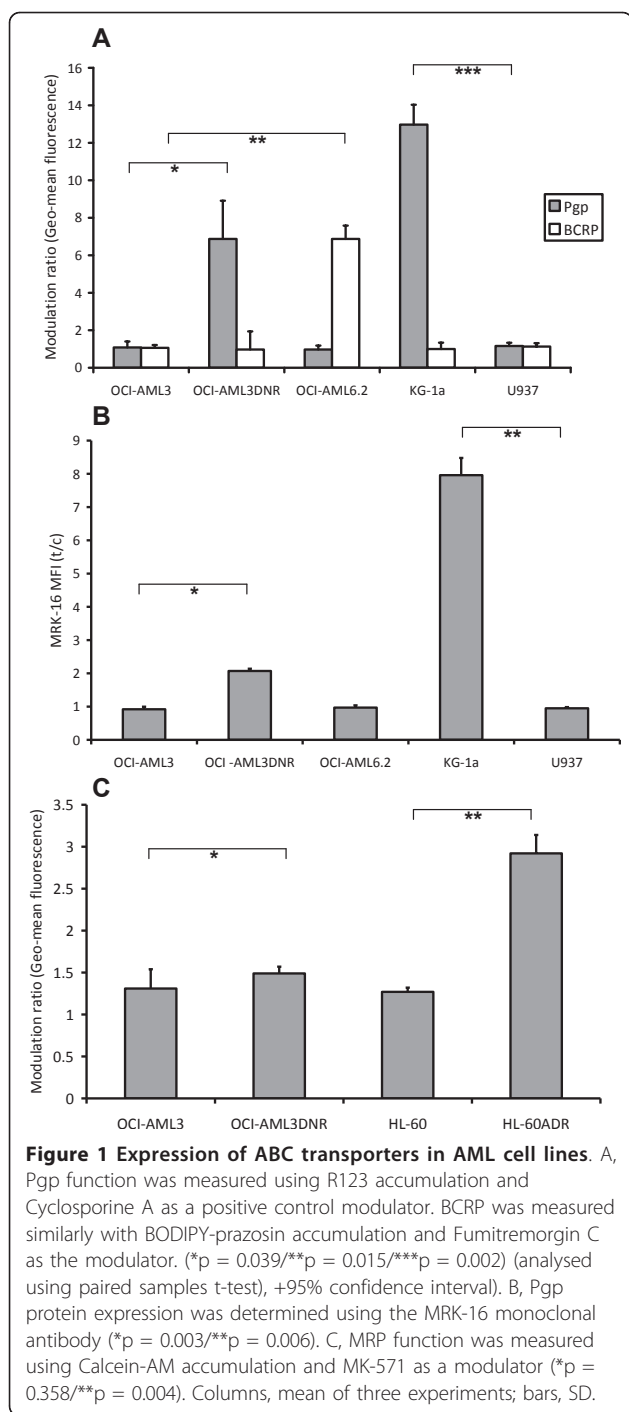 A
Modulation ratio (Geo-mean fluorescence)
16
14
12
10
8
6
4
2
0
***
**
*
Pgp
BCRP
OCI-AML3 OCI-AML3DNR OCI-AML6.2 KG-1a U937
B
MRK-16 MFI (t/c)
9
8
7
6
5
4
3
2
1
0
**
*
OCI-AML3 OCI -AML3DNR OCI-AML6.2 KG-1a U937
C
Modulation ratio (Geo-mean fluorescence)
3.5
3
2.5
2
1.5
1
0.5
0
**
*
OCI-AML3 OCI-AML3DNR HL-60 HL-60ADR
Figure 1 Expression of ABC transporters in AML cell lines. A,
Pgp function was measured using R123 accumulation and
Cyclosporine A as a positive control modulator. BCRP was measured
similarly with BODIPY-prazosin accumulation and Fumitremorgin C
as the modulator. (*p = 0.039/**p = 0.015/***p = 0.002) (analysed
using paired samples t-test), +95% confidence interval). B, Pgp
protein expression was determined using the MRK-16 monoclonal
antibody (*p = 0.003/**p = 0.006). C, MRP function was measured
using Calcein-AM accumulation and MK-571 as a modulator (*p =
0.358/**p = 0.004). Columns, mean of three experiments; bars, SD.